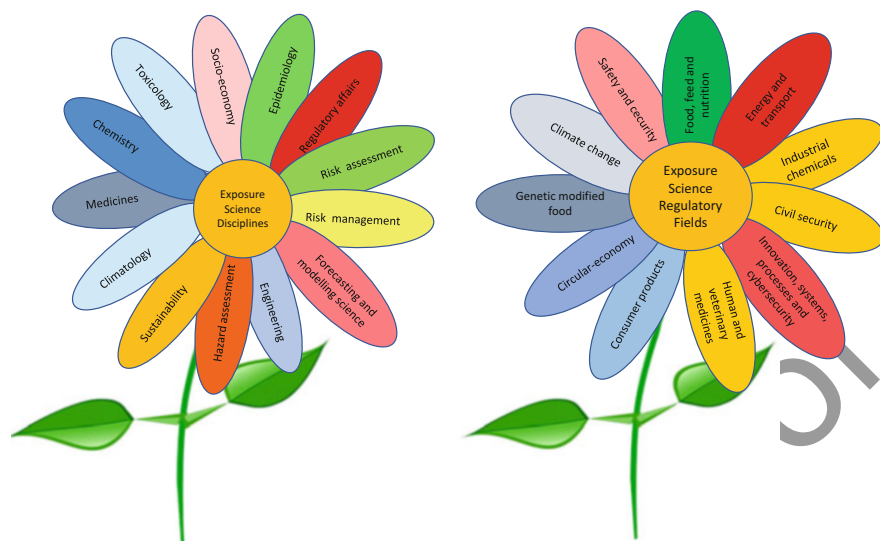 Exposure
Science
Disciplines
Socio-economy
Epidemiology
Regulatory affairs
Risk assessment
Risk management
Forecasting and
modelling science
Engineering
Hazard assessment
Sustainability
Climatology
Medicines
Chemistry
Toxicology
Exposure
Science
Regulatory
Fields
Food, feed and
nutrition
Energy and
transport
Industrial
chemicals
Civil security
Innovation, systems,
processes and
cybersecurity
Human and
veterinary
medicines
Consumer products
Circular-economy
Genetic modified
food
Climate change
Safety and cecurity